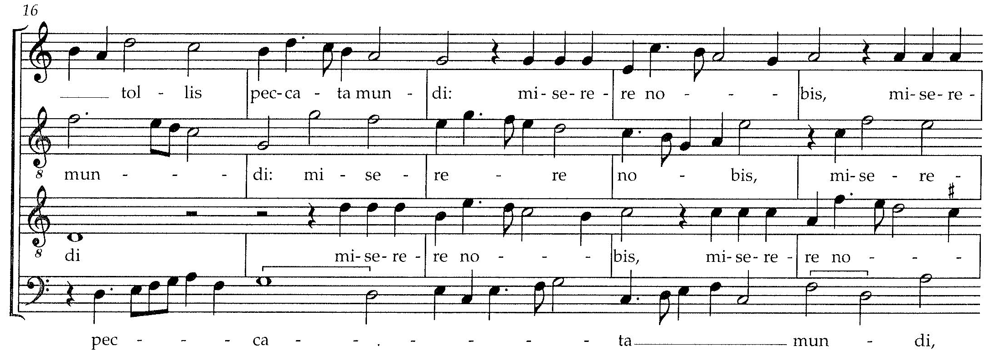 16
tol - lis pec-ca - ta mun - di: mi-se-re-re no - - - bis, mi-se-re-
8 mun - - - di: mi - se - re - re no - bis, mi-se - re -
8 di mi-se-re-re no - - - bis, mi-se-re-re no - - -
pec - - - ca - - - - - - ta mun - di,